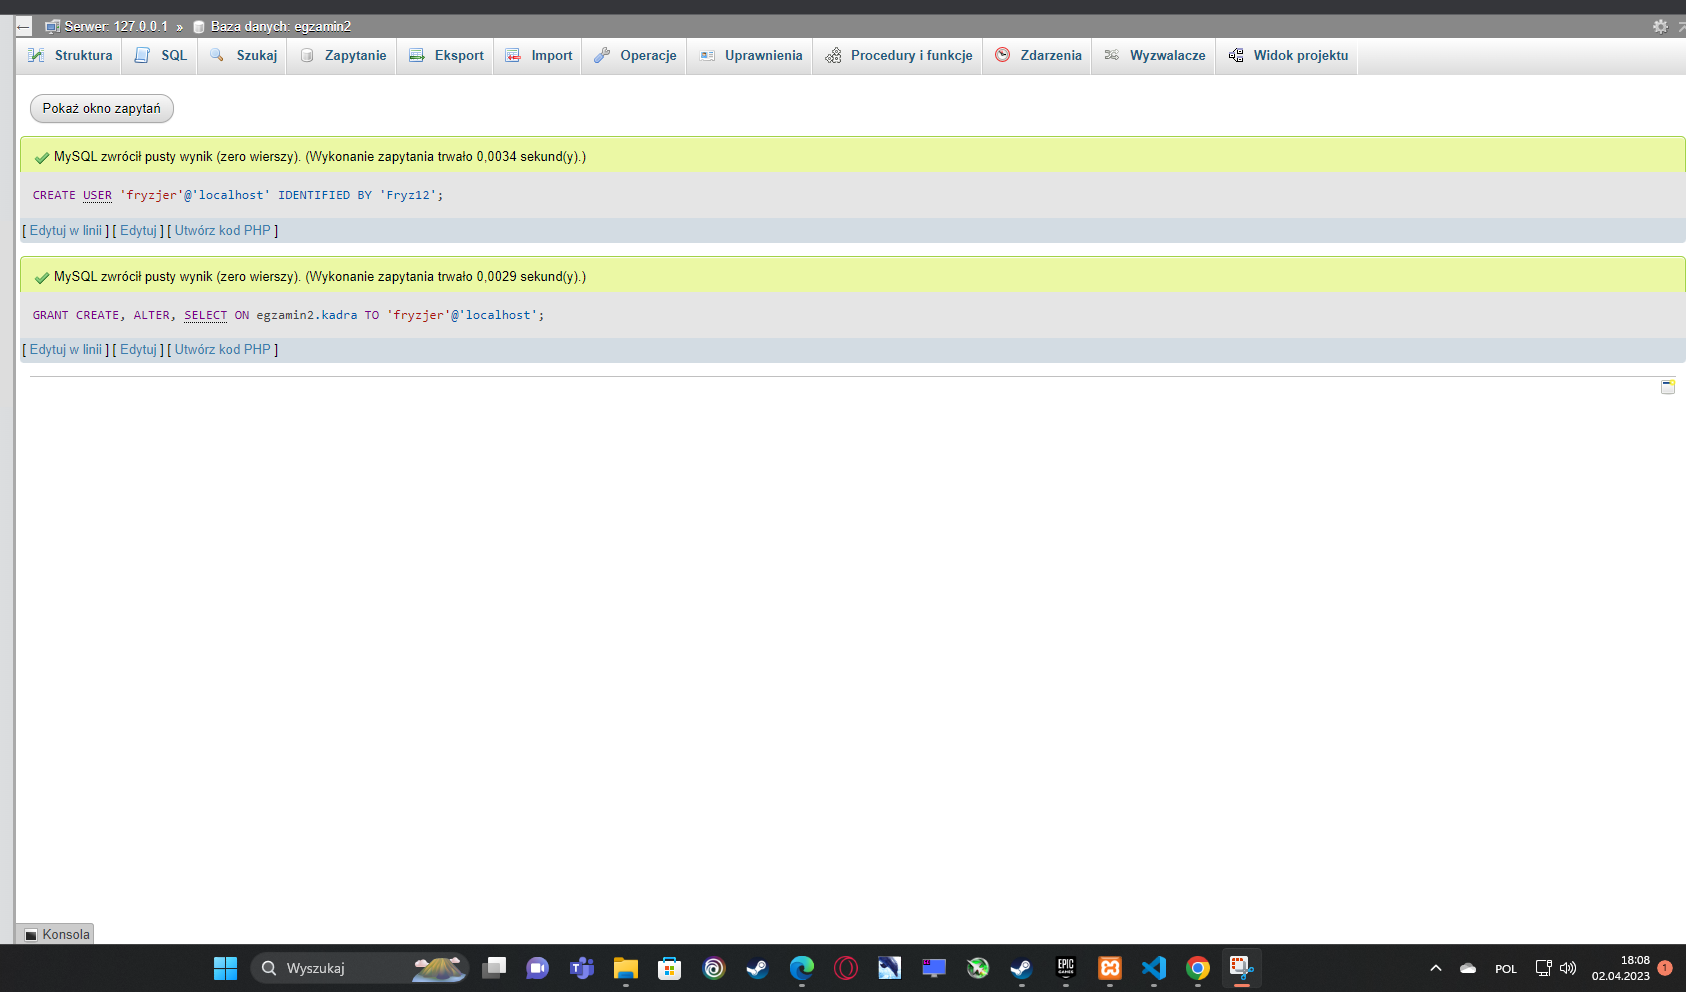 Serwer: 127.0.0.1 » Baza danych: egzamin2
Struktura SQL Szukaj Zapytanie Eksport Import Operacje Uprawnienia Procedury i funkcje Zdarzenia Wyzwalacze Widok projektu
Pokaż okno zapytań
MySQL zwrócił pusty wynik (zero wierszy). (Wykonanie zapytania trwało 0,0034 sekund(y).)
CREATE USER 'fryzjer'@'localhost' IDENTIFIED BY 'Fryz12';
[ Edytuj w linii ] [ Edytuj ] [ Utwórz kod PHP ]
MySQL zwrócił pusty wynik (zero wierszy). (Wykonanie zapytania trwało 0,0029 sekund(y).)
GRANT CREATE, ALTER, SELECT ON egzamin2.kadra TO 'fryzjer'@'localhost';
[ Edytuj w linii ] [ Edytuj ] [ Utwórz kod PHP ]
Konsola
Wyszukaj
EPIC GAMES
POL
18:08
02.04.2023
1